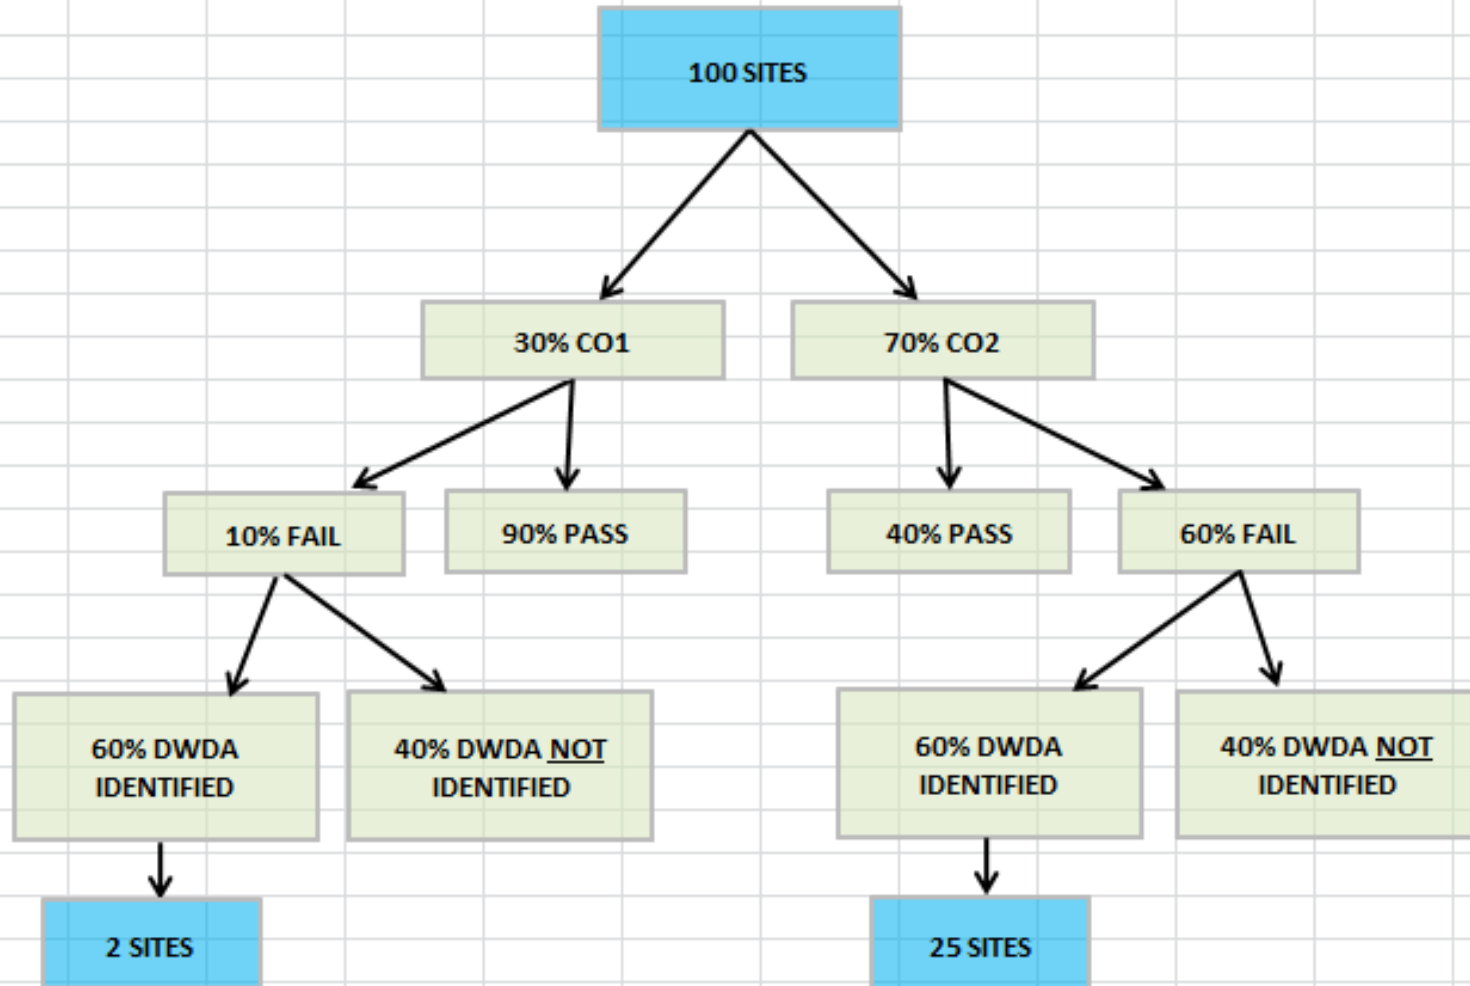 100 SITES
30% CO1
70% CO2
10% FAIL
90% PASS
40% PASS
60% FAIL
60% DWDA
IDENTIFIED
40% DWDA NOT
IDENTIFIED
60% DWDA
IDENTIFIED
40% DWDA NOT
IDENTIFIED
2 SITES
25 SITES